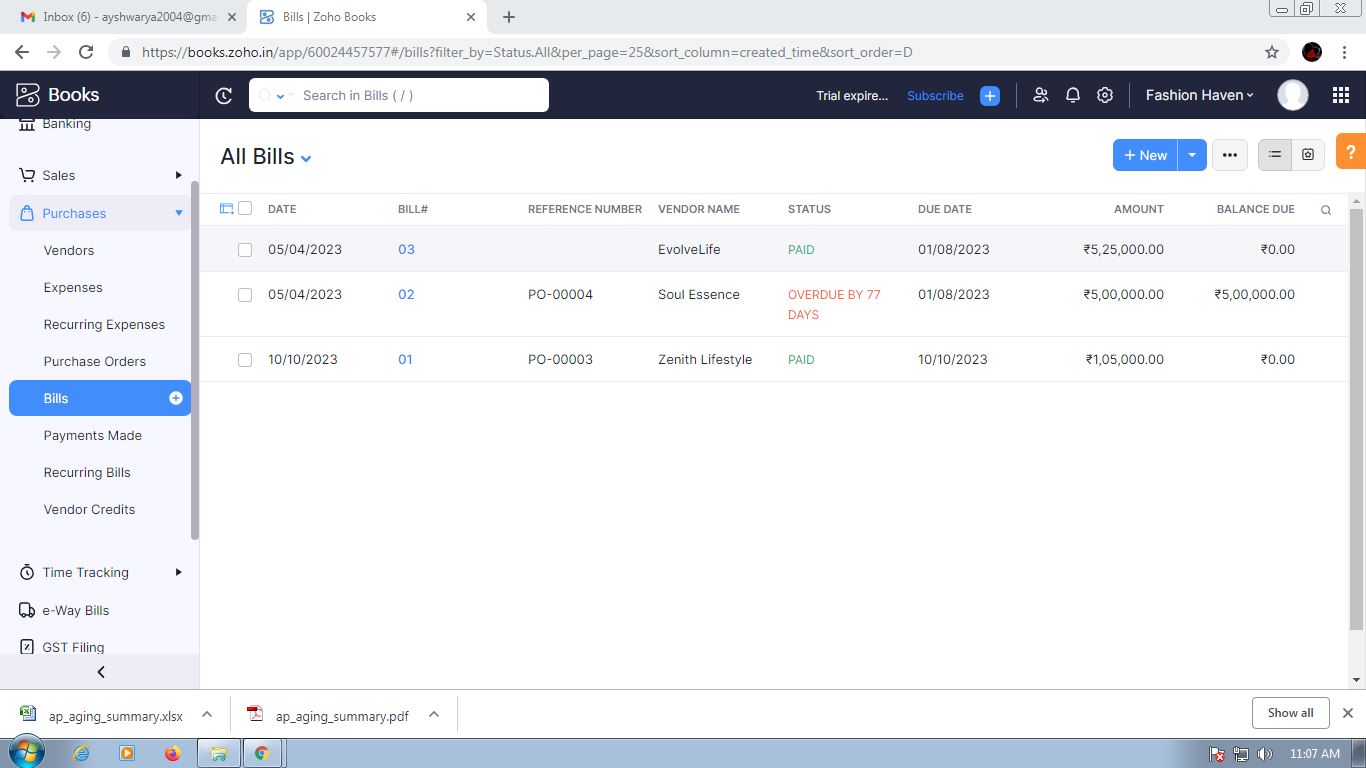 Inbox (6) - ayshwarya2004@gma
Bills | Zoho Books
https://books.zoho.in/app/60024457577#/bills?filter_by=Status.All&per_page=25&sort_column=created_time&sort_order=D
Books
Search in Bills ( / )
Trial expire...
Subscribe
Fashion Haven
Banking
Sales
Purchases
Vendors
Expenses
Recurring Expenses
Purchase Orders
Bills
Payments Made
Recurring Bills
Vendor Credits
Time Tracking
e-Way Bills
GST Filing
All Bills
+ New
?
DATE BILL# REFERENCE NUMBER VENDOR NAME STATUS DUE DATE AMOUNT BALANCE DUE
05/04/2023 03 EvolveLife PAID 01/08/2023 ₹5,25,000.00 ₹0.00
05/04/2023 02 PO-00004 Soul Essence OVERDUE BY 77 01/08/2023 ₹5,00,000.00 ₹5,00,000.00
DAYS
10/10/2023 01 PO-00003 Zenith Lifestyle PAID 10/10/2023 ₹1,05,000.00 ₹0.00
ap_aging_summary.xlsx
ap_aging_summary.pdf
Show all
11:07 AM